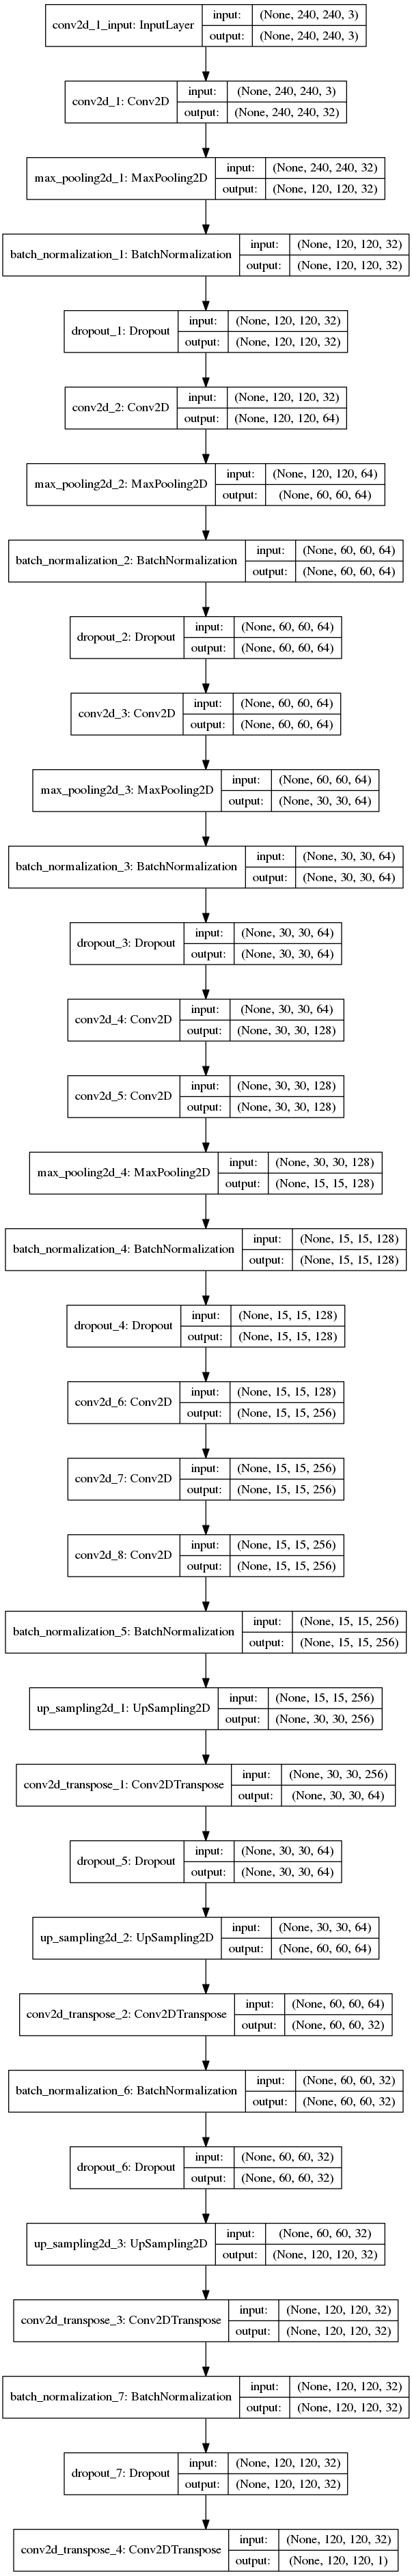 conv2d_1_input: InputLayer input: (None, 240, 240, 3)
output: (None, 240, 240, 3)
conv2d_1: Conv2D input: (None, 240, 240, 3)
output: (None, 240, 240, 32)
max_pooling2d_1: MaxPooling2D input: (None, 240, 240, 32)
output: (None, 120, 120, 32)
batch_normalization_1: BatchNormalization input: (None, 120, 120, 32)
output: (None, 120, 120, 32)
dropout_1: Dropout input: (None, 120, 120, 32)
output: (None, 120, 120, 32)
conv2d_2: Conv2D input: (None, 120, 120, 32)
output: (None, 120, 120, 64)
max_pooling2d_2: MaxPooling2D input: (None, 120, 120, 64)
output: (None, 60, 60, 64)
batch_normalization_2: BatchNormalization input: (None, 60, 60, 64)
output: (None, 60, 60, 64)
dropout_2: Dropout input: (None, 60, 60, 64)
output: (None, 60, 60, 64)
conv2d_3: Conv2D input: (None, 60, 60, 64)
output: (None, 60, 60, 64)
max_pooling2d_3: MaxPooling2D input: (None, 60, 60, 64)
output: (None, 30, 30, 64)
batch_normalization_3: BatchNormalization input: (None, 30, 30, 64)
output: (None, 30, 30, 64)
dropout_3: Dropout input: (None, 30, 30, 64)
output: (None, 30, 30, 64)
conv2d_4: Conv2D input: (None, 30, 30, 64)
output: (None, 30, 30, 128)
conv2d_5: Conv2D input: (None, 30, 30, 128)
output: (None, 30, 30, 128)
max_pooling2d_4: MaxPooling2D input: (None, 30, 30, 128)
output: (None, 15, 15, 128)
batch_normalization_4: BatchNormalization input: (None, 15, 15, 128)
output: (None, 15, 15, 128)
dropout_4: Dropout input: (None, 15, 15, 128)
output: (None, 15, 15, 128)
conv2d_6: Conv2D input: (None, 15, 15, 128)
output: (None, 15, 15, 256)
conv2d_7: Conv2D input: (None, 15, 15, 256)
output: (None, 15, 15, 256)
conv2d_8: Conv2D input: (None, 15, 15, 256)
output: (None, 15, 15, 256)
batch_normalization_5: BatchNormalization input: (None, 15, 15, 256)
output: (None, 15, 15, 256)
up_sampling2d_1: UpSampling2D input: (None, 15, 15, 256)
output: (None, 30, 30, 256)
conv2d_transpose_1: Conv2DTranspose input: (None, 30, 30, 256)
output: (None, 30, 30, 64)
dropout_5: Dropout input: (None, 30, 30, 64)
output: (None, 30, 30, 64)
up_sampling2d_2: UpSampling2D input: (None, 30, 30, 64)
output: (None, 60, 60, 64)
conv2d_transpose_2: Conv2DTranspose input: (None, 60, 60, 64)
output: (None, 60, 60, 32)
batch_normalization_6: BatchNormalization input: (None, 60, 60, 32)
output: (None, 60, 60, 32)
dropout_6: Dropout input: (None, 60, 60, 32)
output: (None, 60, 60, 32)
up_sampling2d_3: UpSampling2D input: (None, 60, 60, 32)
output: (None, 120, 120, 32)
conv2d_transpose_3: Conv2DTranspose input: (None, 120, 120, 32)
output: (None, 120, 120, 32)
batch_normalization_7: BatchNormalization input: (None, 120, 120, 32)
output: (None, 120, 120, 32)
dropout_7: Dropout input: (None, 120, 120, 32)
output: (None, 120, 120, 32)
conv2d_transpose_4: Conv2DTranspose input: (None, 120, 120, 32)
output: (None, 120, 120, 1)